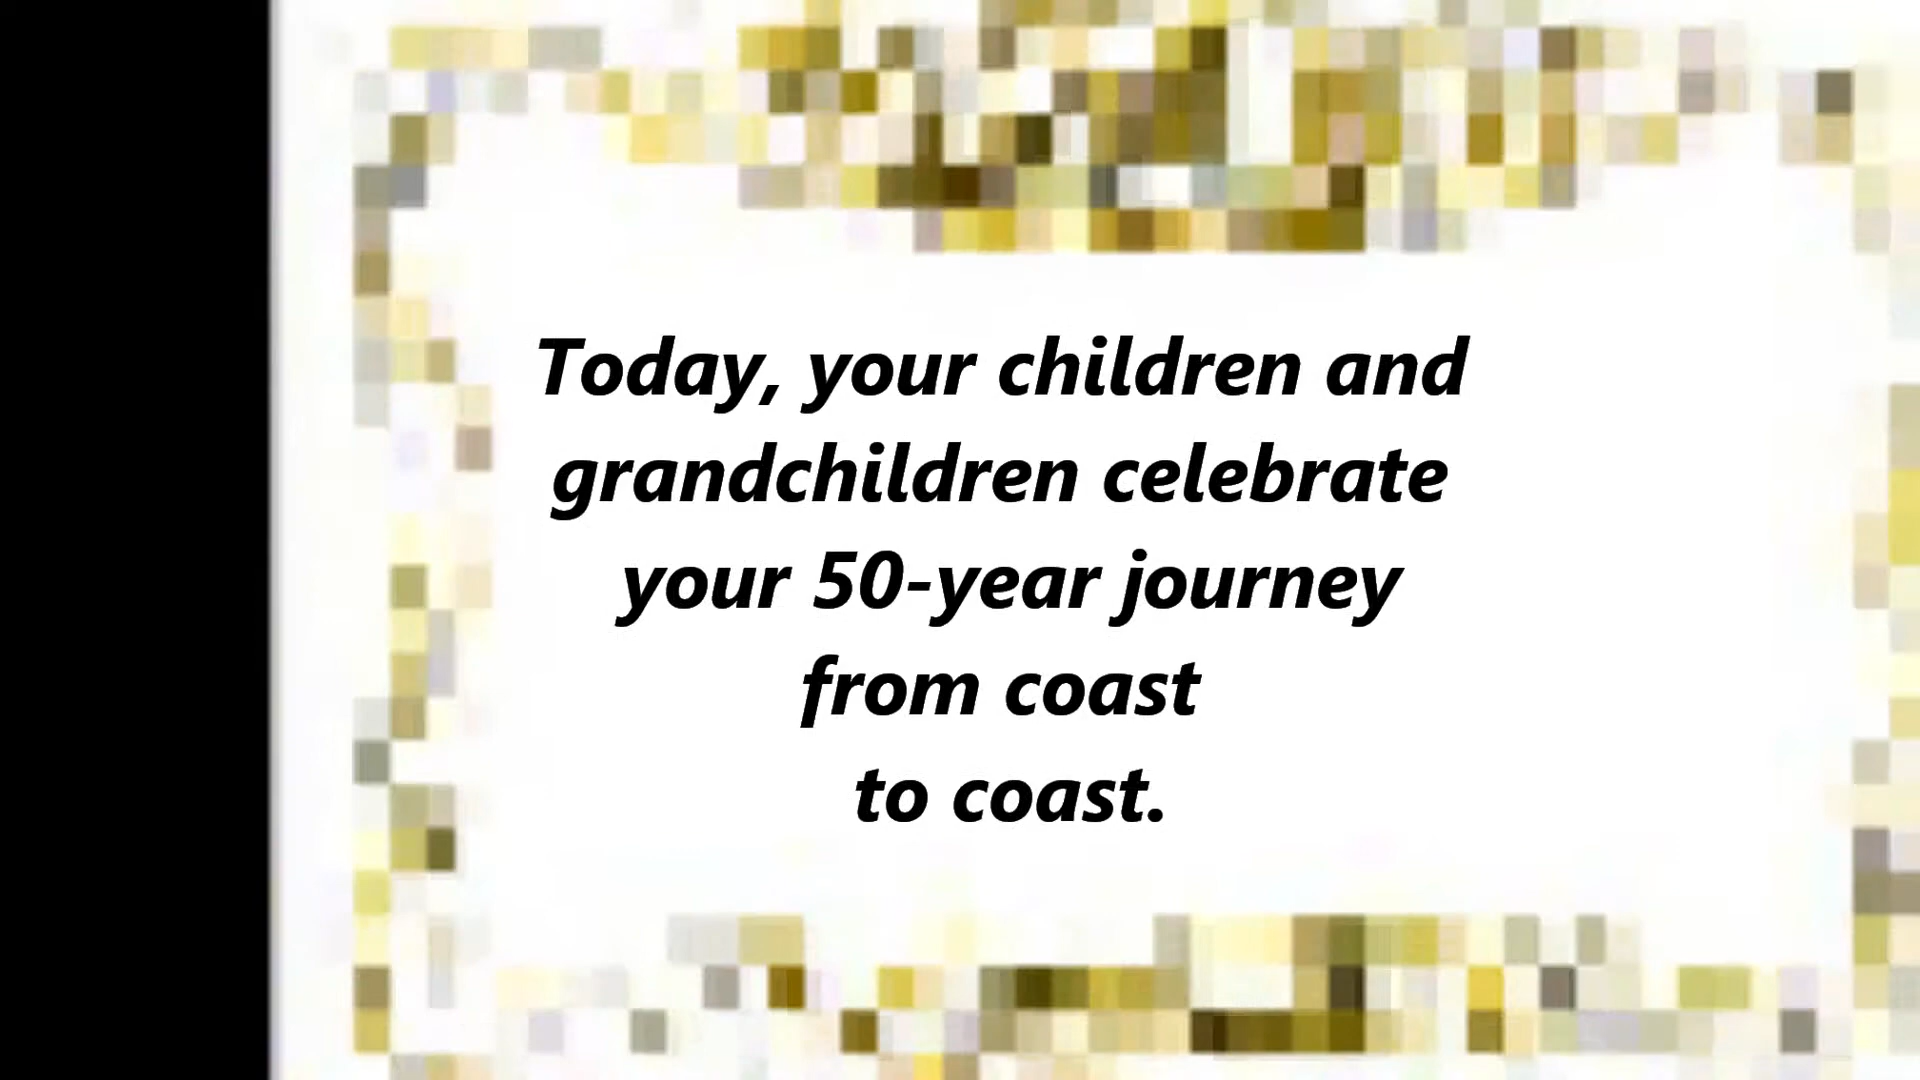 Today, your children and
grandchildren celebrate
your 50-year journey
from coast
to coast.